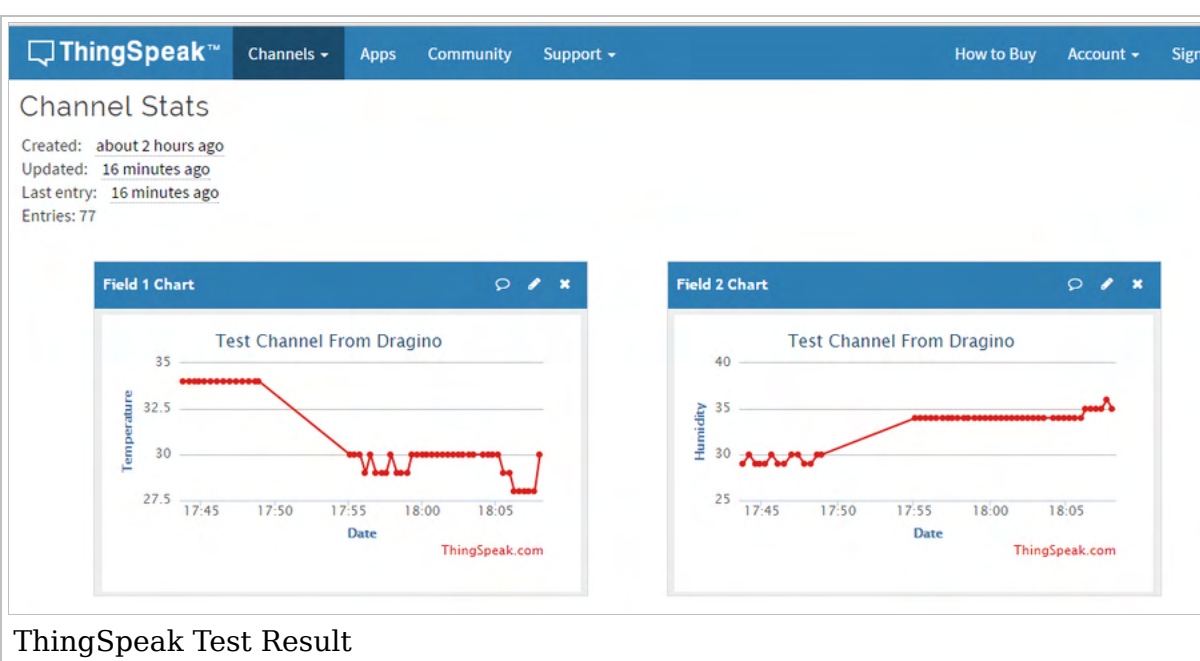 ThingSpeak™ Channels Apps Community Support How to Buy Account Sign
Channel Stats
Created: about 2 hours ago
Updated: 16 minutes ago
Last entry: 16 minutes ago
Entries: 77
Field 1 Chart
Test Channel From Dragino
Temperature
35
32.5
30
27.5
17:45 17:50 17:55 18:00 18:05
Date
ThingSpeak.com
Field 2 Chart
Test Channel From Dragino
Humidity
40
35
30
25
17:45 17:50 17:55 18:00 18:05
Date
ThingSpeak.com
ThingSpeak Test Result